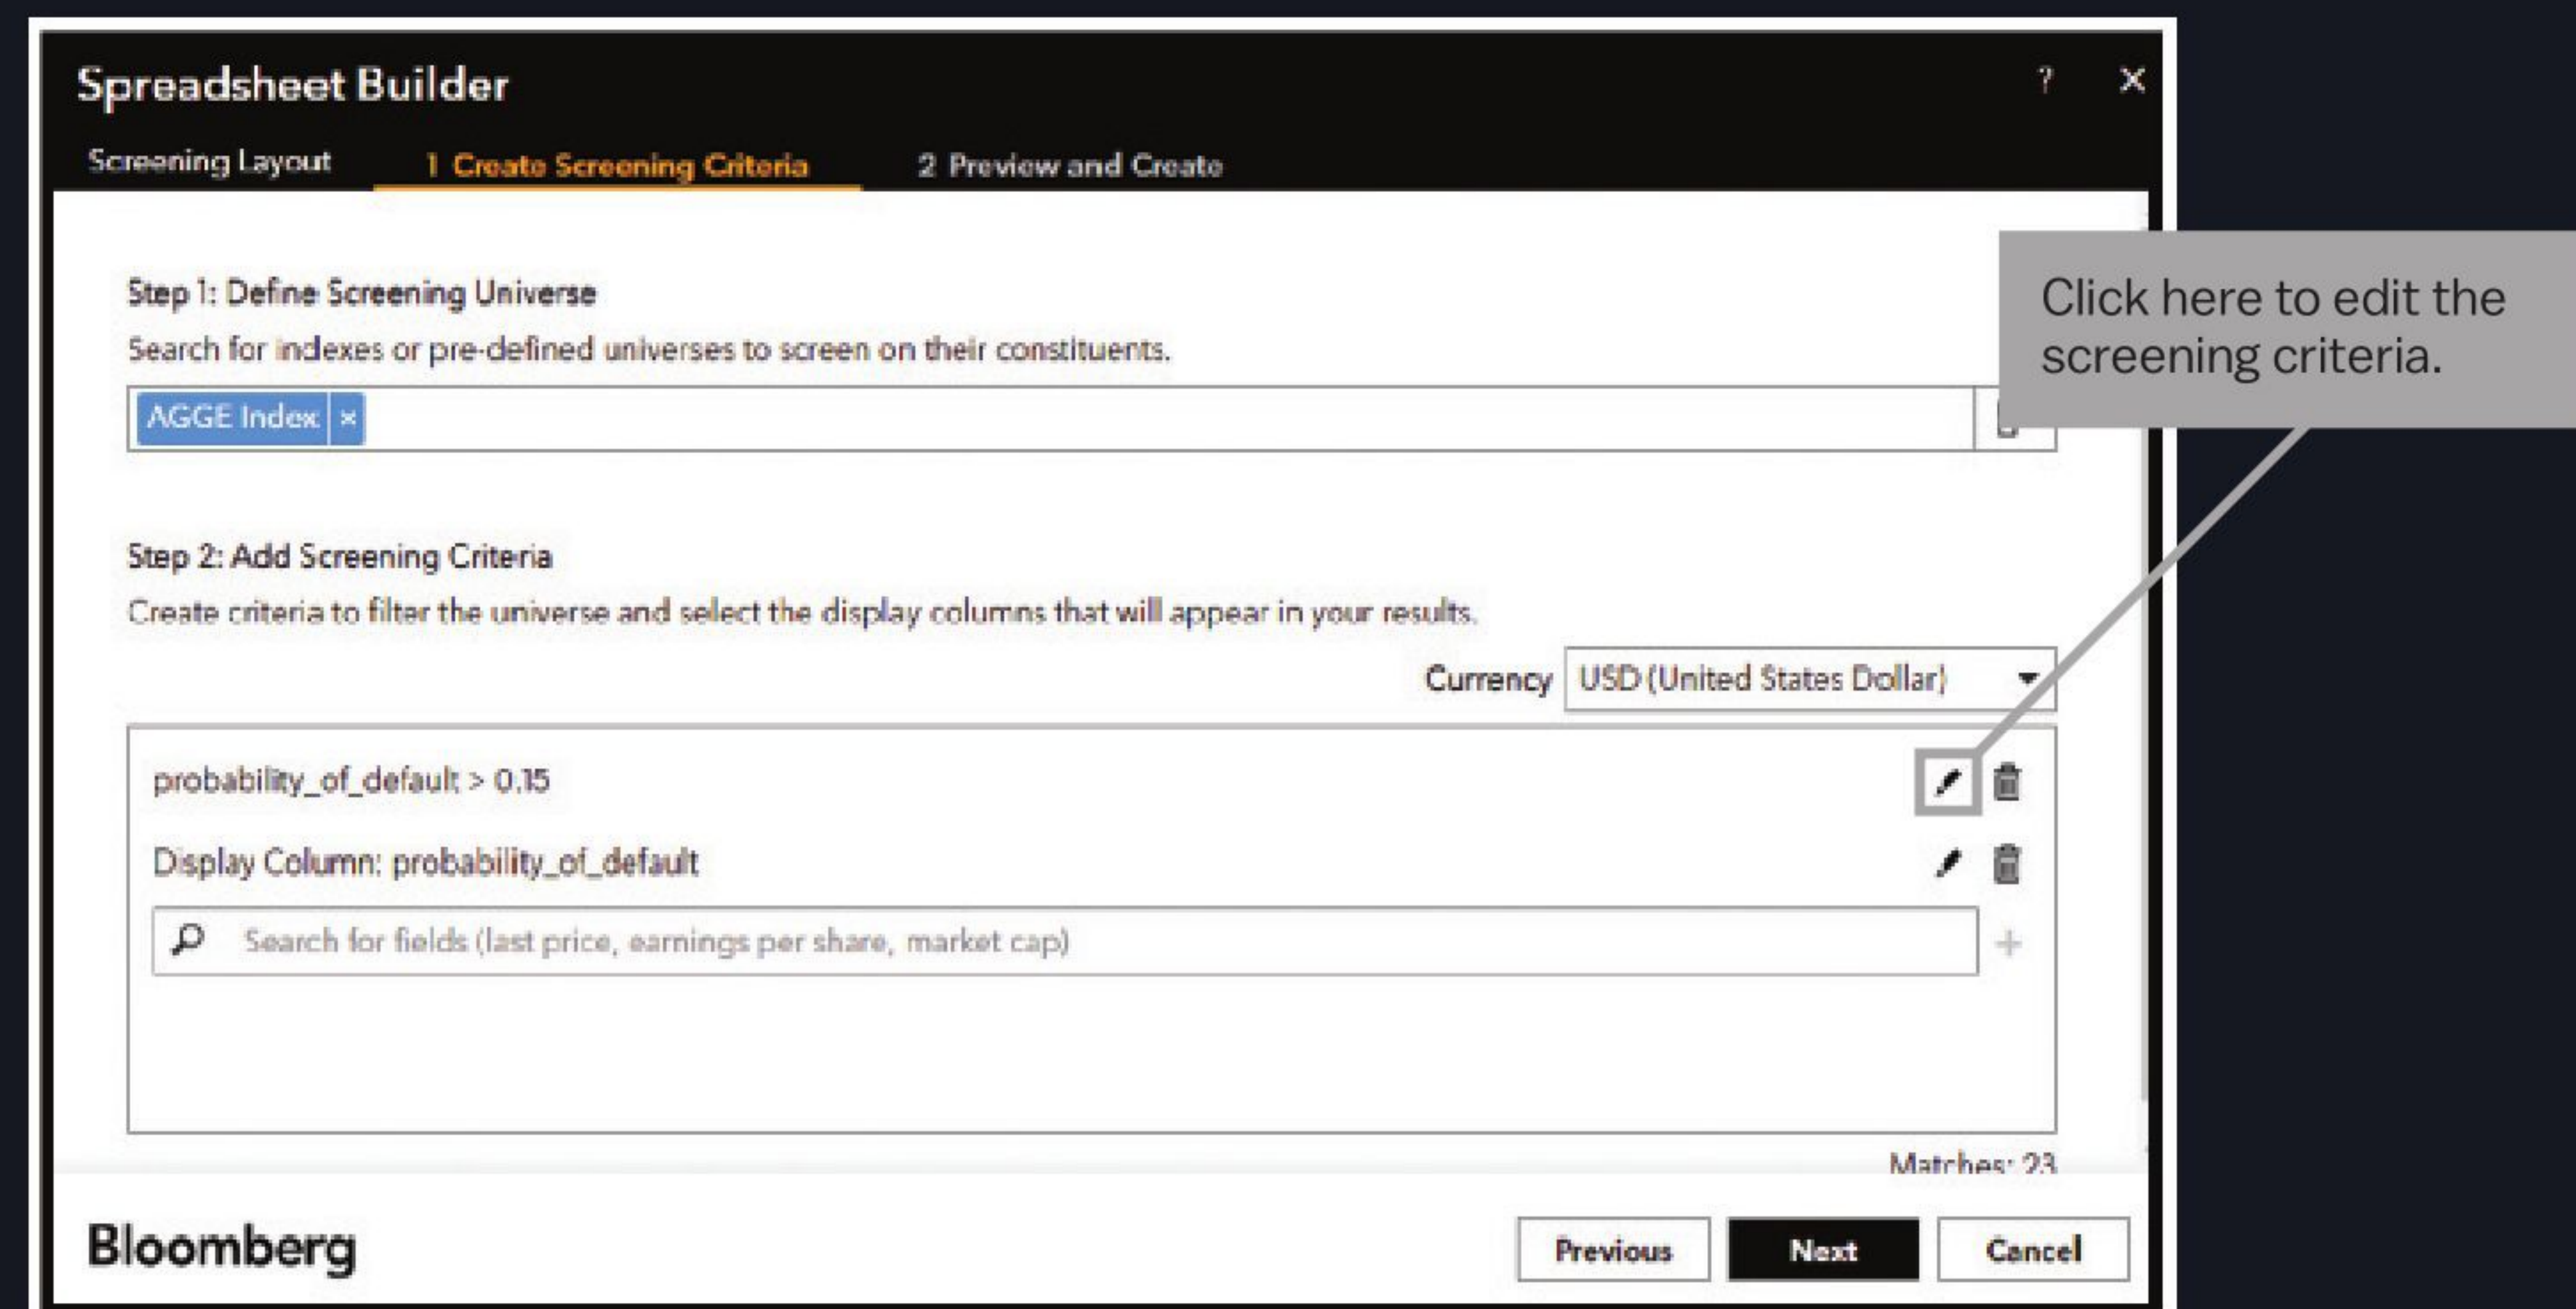 Spreadsheet Builder ? ×
Screening Layout 1 Create Screening Criteria 2 Preview and Create
Step 1: Define Screening Universe
Search for indexes or pre-defined universes to screen on their constituents.
AGGE Index ×
Click here to edit the
screening criteria.
Step 2: Add Screening Criteria
Create criteria to filter the universe and select the display columns that will appear in your results.
Currency USD (United States Dollar)
probability_of_default > 0.15
Display Column: probability_of_default
Search for fields (last price, earnings per share, market cap) +
Matches: 23
Bloomberg Previous Next Cancel